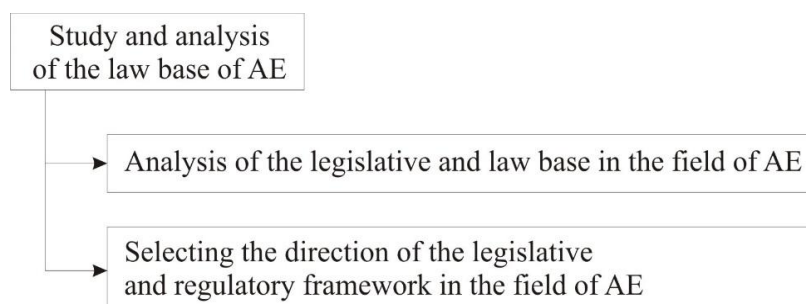 Study and analysis
of the law base of AE
Analysis of the legislative and law base in the field of AE
Selecting the direction of the legislative
and regulatory framework in the field of AE